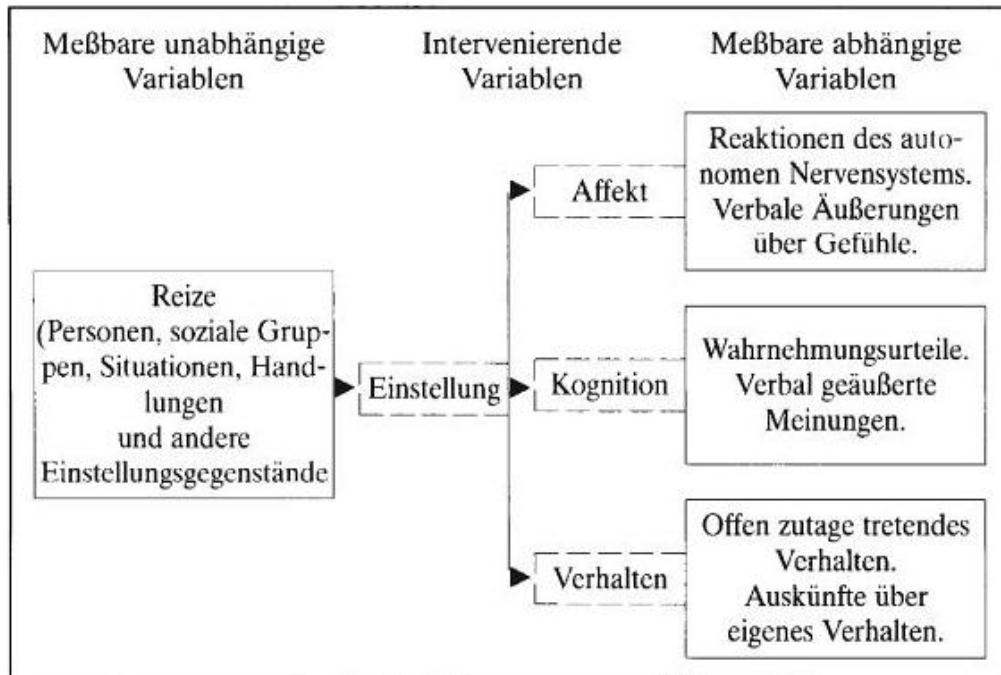 Meßbare unabhängige
Variablen
Intervenierende
Variablen
Meßbare abhängige
Variablen
Reize
(Personen, soziale Grup-
pen, Situationen, Hand-
lungen
und andere
Einstellungsgegenstände
Einstellung
Affekt
Reaktionen des auto-
nomen Nervensystems.
Verbale Äußerungen
über Gefühle.
Kognition
Wahrnehmungsurteile.
Verbal geäußerte
Meinungen.
Verhalten
Offen zutage tretendes
Verhalten.
Auskünfte über
eigenes Verhalten.